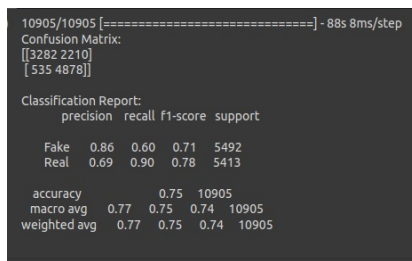 10905/10905 [==============================] - 88s 8ms/step
Confusion Matrix:
[[3282 2210]
[ 535 4878]]
Classification Report:
precision recall f1-score support
Fake 0.86 0.60 0.71 5492
Real 0.69 0.90 0.78 5413
accuracy 0.75 10905
macro avg 0.77 0.75 0.74 10905
weighted avg 0.77 0.75 0.74 10905